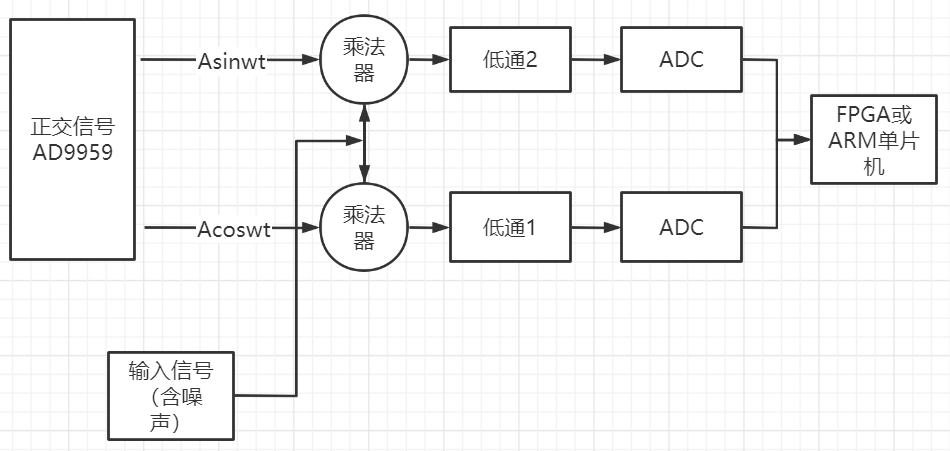 正交信号
AD9959
Asinwt
乘法
器
低通2
ADC
FPGA或
ARM单片
机
Acoswt
乘法
器
低通1
ADC
输入信号
（含噪
声）